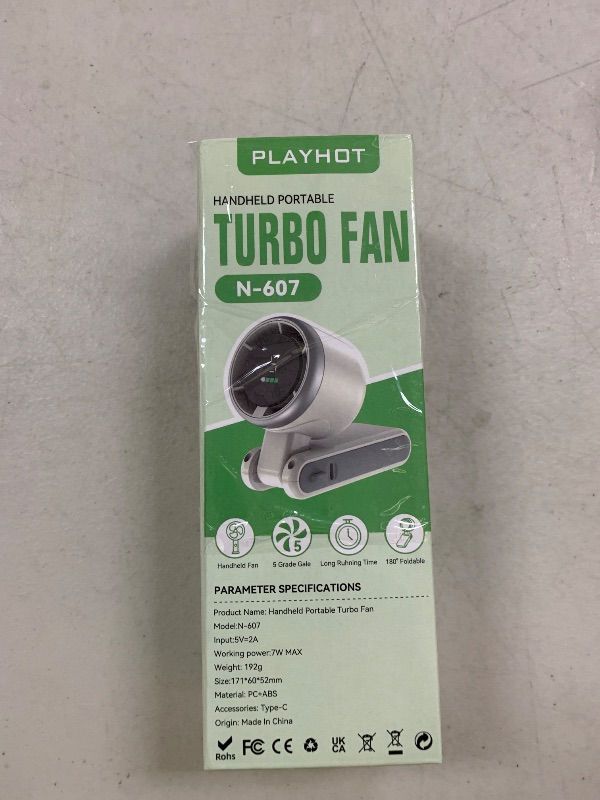 PLAYHOT
HANDHELD PORTABLE
TURBO FAN
N-607
5
Handheld Fan 5 Grade Gale Long Ruhning Time 180° Foldable
PARAMETER SPECIFICATIONS
Product Name: Handheld Portable Turbo Fan
Model:N-607
Input:5V=2A
Working power:7W MAX
Weight: 192g
Size:171*60*52mm
Material: PC+ABS
Accessories: Type-C
Origin: Made In China
Rohs FC CE UK CA